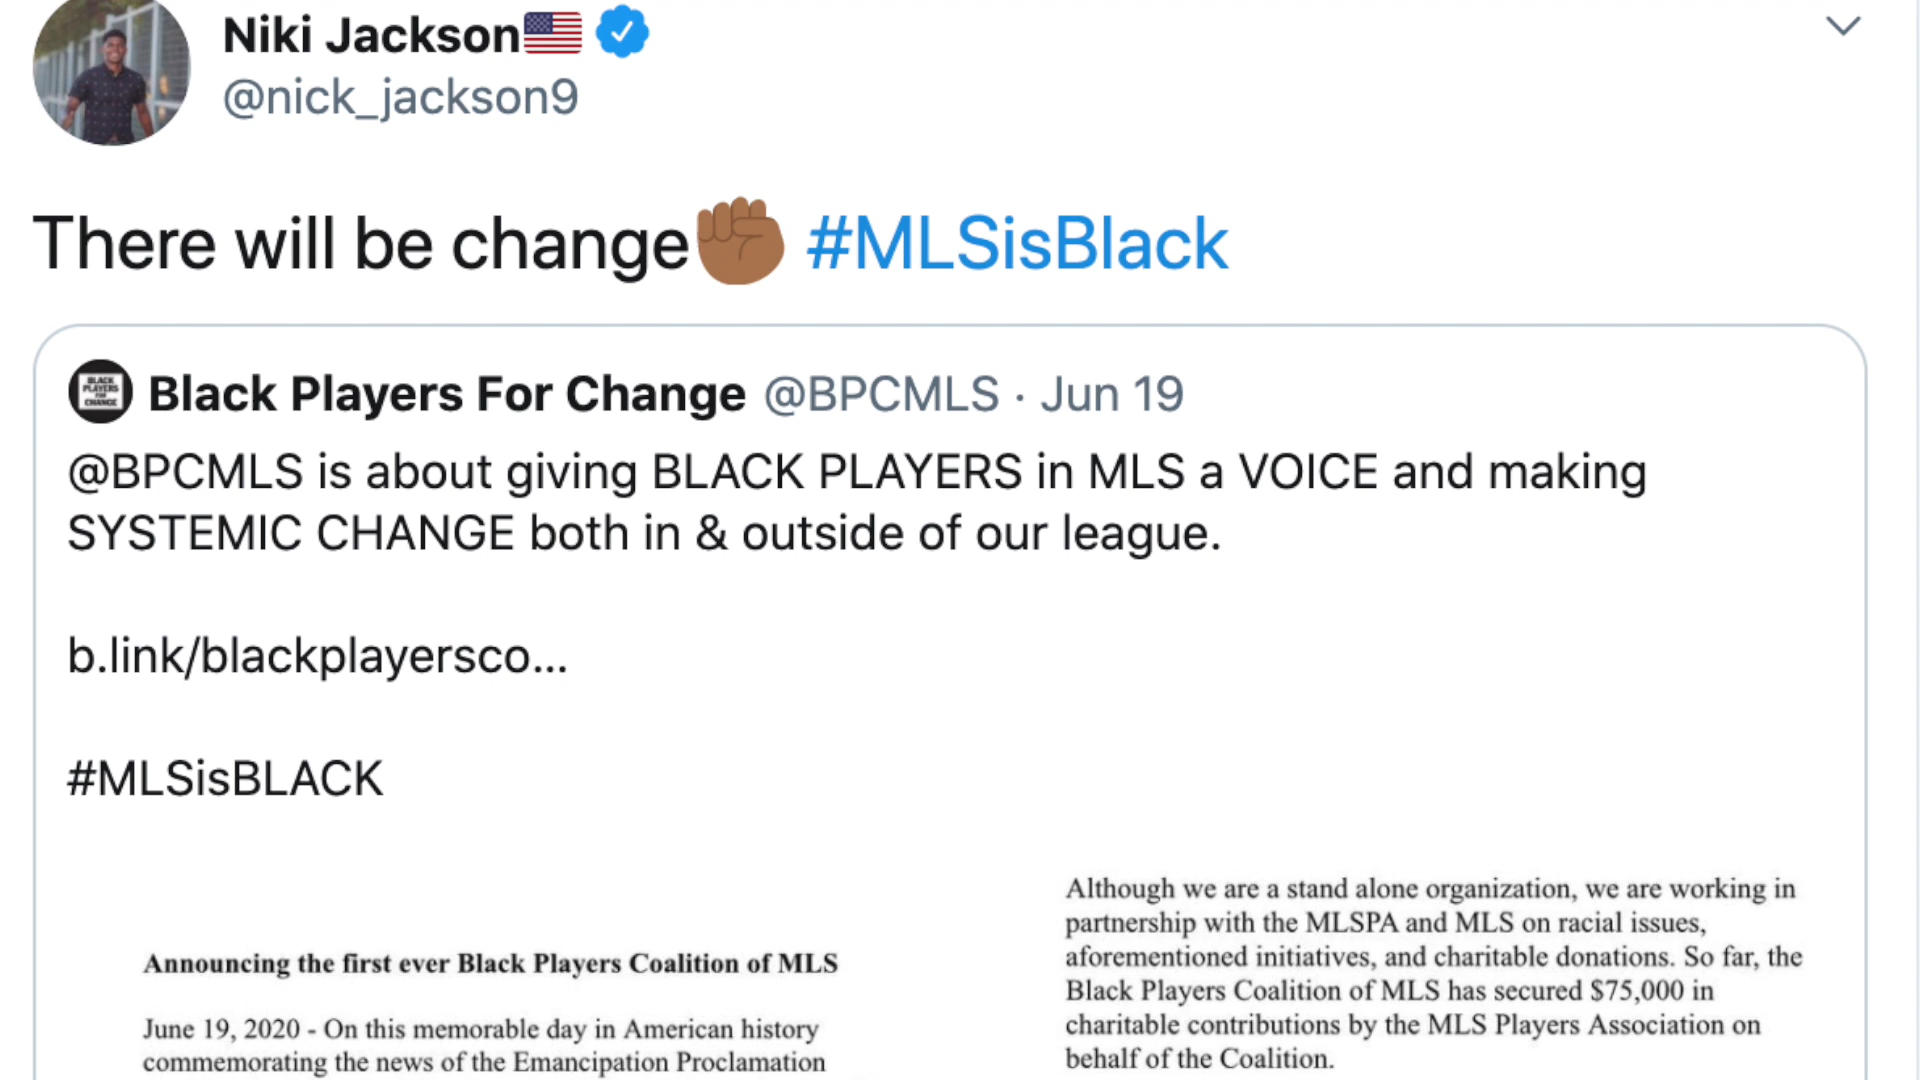 Niki Jackson🇺🇸
@nick_jackson9
There will be change✊🏾 #MLSisBlack
BLACK
PLAYERS
FOR
CHANGE
Black Players For Change @BPCMLS · Jun 19
@BPCMLS is about giving BLACK PLAYERS in MLS a VOICE and making
SYSTEMIC CHANGE both in & outside of our league.
b.link/blackplayersco...
#MLSisBLACK
Announcing the first ever Black Players Coalition of MLS
June 19, 2020 - On this memorable day in American history
commemorating the news of the Emancipation Proclamation
Although we are a stand alone organization, we are working in
partnership with the MLSPA and MLS on racial issues,
aforementioned initiatives, and charitable donations. So far, the
Black Players Coalition of MLS has secured $75,000 in
charitable contributions by the MLS Players Association on
behalf of the Coalition.